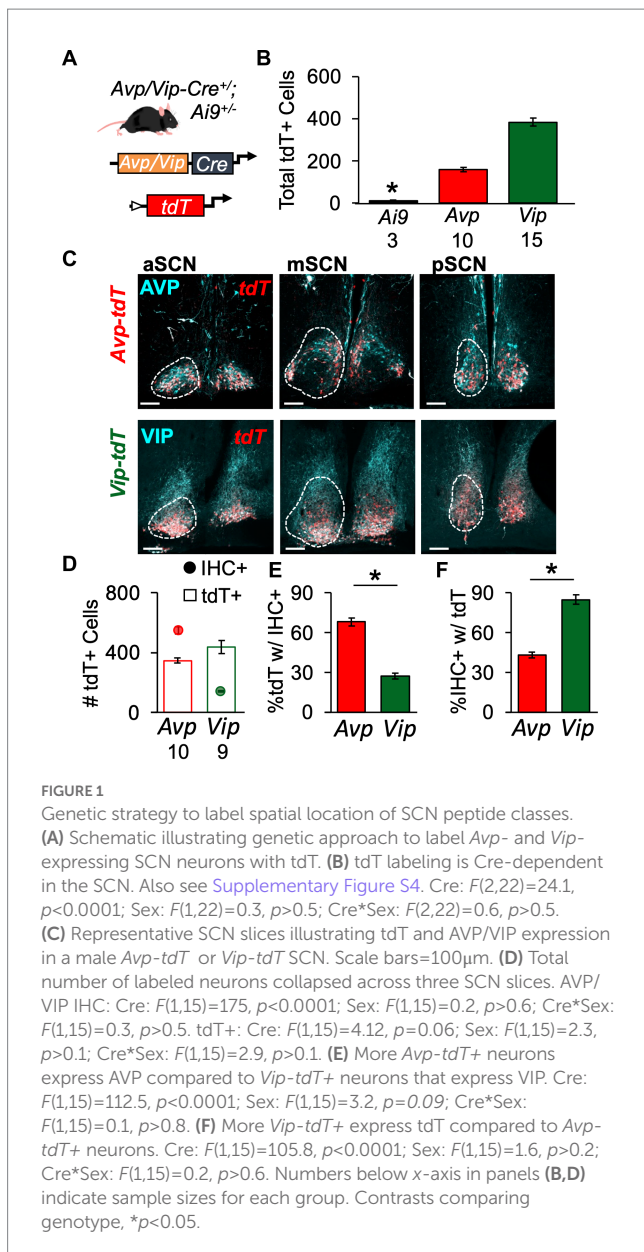 A
Avp/Vip-Cre+/-;
Ai9+/-
Avp/Vip Cre
tdT
B
Total tdT+ Cells
600
400
200
0
*
Ai9 Avp Vip
3 10 15
C
aSCN mSCN pSCN
Avp-tdT
AVP tdT
Vip-tdT
VIP tdT
D
IHC+
tdT+
# tdT+ Cells
800
400
0
Avp Vip
10 9
E
%tdT w/ IHC+
90
60
30
0
*
Avp Vip
F
%IHC+ w/ tdT
90
60
30
0
*
Avp Vip
FIGURE 1
Genetic strategy to label spatial location of SCN peptide classes.
(A) Schematic illustrating genetic approach to label Avp- and Vip-
expressing SCN neurons with tdT. (B) tdT labeling is Cre-dependent
in the SCN. Also see Supplementary Figure S4. Cre: F(2,22)=24.1,
p<0.0001; Sex: F(1,22)=0.3, p>0.5; Cre*Sex: F(2,22)=0.6, p>0.5.
(C) Representative SCN slices illustrating tdT and AVP/VIP expression
in a male Avp-tdT or Vip-tdT SCN. Scale bars=100μm. (D) Total
number of labeled neurons collapsed across three SCN slices. AVP/
VIP IHC: Cre: F(1,15)=175, p<0.0001; Sex: F(1,15)=0.2, p>0.6; Cre*Sex:
F(1,15)=0.3, p>0.5. tdT+: Cre: F(1,15)=4.12, p=0.06; Sex: F(1,15)=2.3,
p>0.1; Cre*Sex: F(1,15)=2.9, p>0.1. (E) More Avp-tdT+ neurons
express AVP compared to Vip-tdT+ neurons that express VIP. Cre:
F(1,15)=112.5, p<0.0001; Sex: F(1,15)=3.2, p=0.09; Cre*Sex:
F(1,15)=0.1, p>0.8. (F) More Vip-tdT+ express tdT compared to Avp-
tdT+ neurons. Cre: F(1,15)=105.8, p<0.0001; Sex: F(1,15)=1.6, p>0.2;
Cre*Sex: F(1,15)=0.2, p>0.6. Numbers below x-axis in panels (B,D)
indicate sample sizes for each group. Contrasts comparing
genotype, *p<0.05.